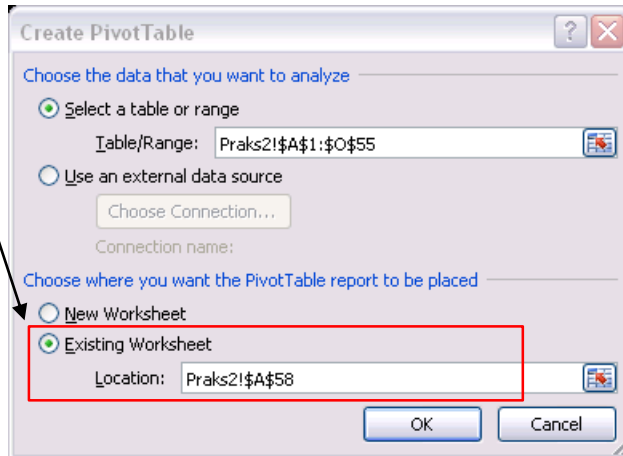 Create PivotTable
Choose the data that you want to analyze
Select a table or range
Table/Range: Praks2!$A$1:$O$55
Use an external data source
Choose Connection...
Connection name:
Choose where you want the PivotTable report to be placed
New Worksheet
Existing Worksheet
Location: Praks2!$A$58
OK Cancel